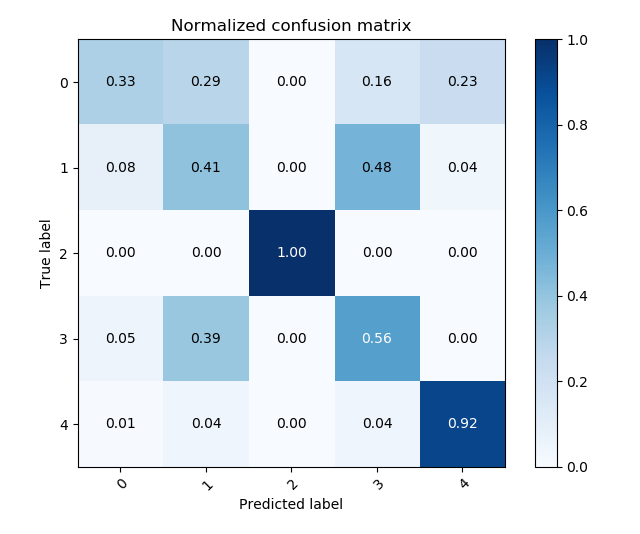 Normalized confusion matrix
True label
0 0.33 0.29 0.00 0.16 0.23
1 0.08 0.41 0.00 0.48 0.04
2 0.00 0.00 1.00 0.00 0.00
3 0.05 0.39 0.00 0.56 0.00
4 0.01 0.04 0.00 0.04 0.92
0 1 2 3 4
Predicted label
1.0
0.8
0.6
0.4
0.2
0.0